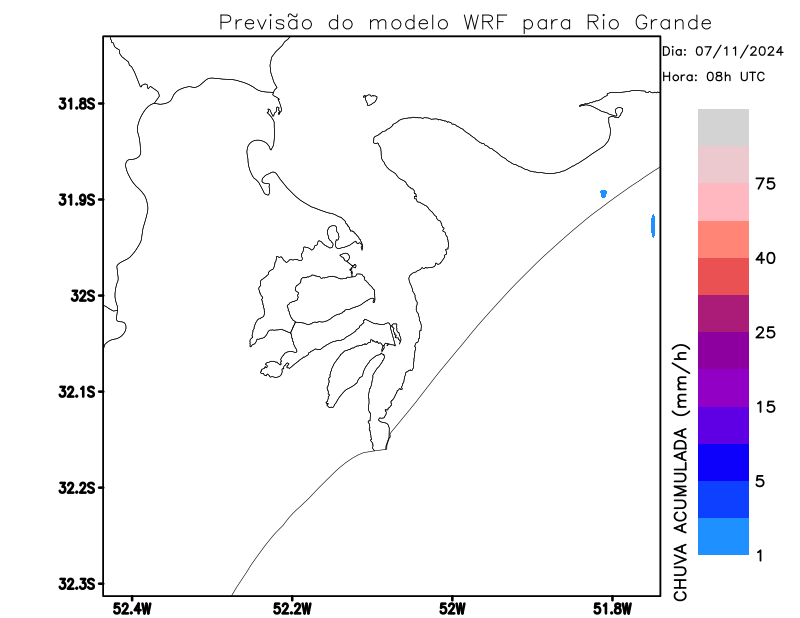 Previsão do modelo WRF para Rio Grande
Dia: 07/11/2024
Hora: 08h UTC
31.8S
31.9S
32S
32.1S
32.2S
32.3S
52.4W
52.2W
52W
51.8W
75
40
25
15
5
1
CHUVA ACUMULADA (mm/h)